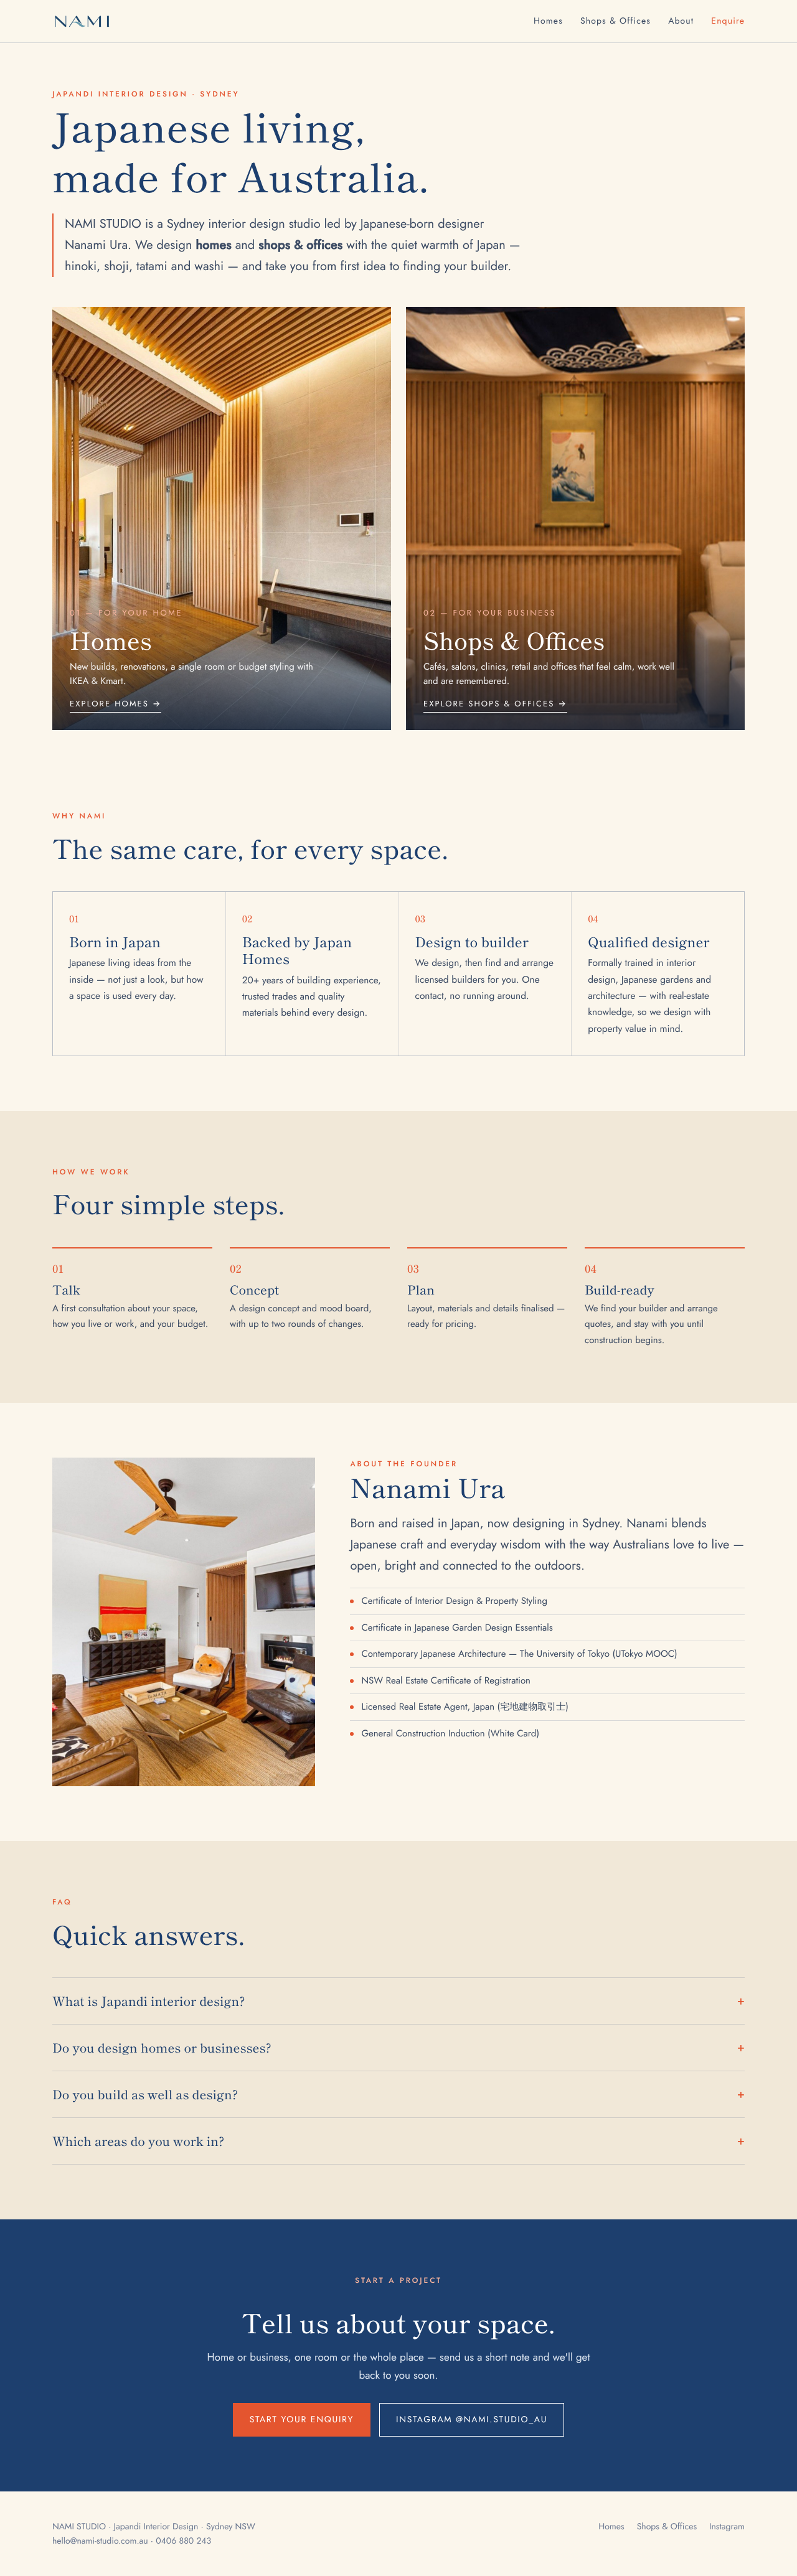 NAMI
Homes Shops & Offices About Enquire
JAPANDI INTERIOR DESIGN · SYDNEY
Japanese living,
made for Australia.
NAMI STUDIO is a Sydney interior design studio led by Japanese-born designer
Nanami Ura. We design homes and shops & offices with the quiet warmth of Japan —
hinoki, shoji, tatami and washi — and take you from first idea to finding your builder.
01 — FOR YOUR HOME
Homes
New builds, renovations, a single room or budget styling with
IKEA & Kmart.
EXPLORE HOMES →
02 — FOR YOUR BUSINESS
Shops & Offices
Cafés, salons, clinics, retail and offices that feel calm, work well
and are remembered.
EXPLORE SHOPS & OFFICES →
WHY NAMI
The same care, for every space.
01
Born in Japan
Japanese living ideas from the
inside — not just a look, but how
a space is used every day.
02
Backed by Japan
Homes
20+ years of building experience,
trusted trades and quality
materials behind every design.
03
Design to builder
We design, then find and arrange
licensed builders for you. One
contact, no running around.
04
Qualified designer
Formally trained in interior
design, Japanese gardens and
architecture — with real-estate
knowledge, so we design with
property value in mind.
HOW WE WORK
Four simple steps.
01
Talk
A first consultation about your space,
how you live or work, and your budget.
02
Concept
A design concept and mood board,
with up to two rounds of changes.
03
Plan
Layout, materials and details finalised —
ready for pricing.
04
Build-ready
We find your builder and arrange
quotes, and stay with you until
construction begins.
ABOUT THE FOUNDER
Nanami Ura
Born and raised in Japan, now designing in Sydney. Nanami blends
Japanese craft and everyday wisdom with the way Australians love to live —
open, bright and connected to the outdoors.
Certificate of Interior Design & Property Styling
Certificate in Japanese Garden Design Essentials
Contemporary Japanese Architecture — The University of Tokyo (UTokyo MOOC)
NSW Real Estate Certificate of Registration
Licensed Real Estate Agent, Japan (宅地建物取引士)
General Construction Induction (White Card)
FAQ
Quick answers.
What is Japandi interior design? +
Do you design homes or businesses? +
Do you build as well as design? +
Which areas do you work in? +
START A PROJECT
Tell us about your space.
Home or business, one room or the whole place — send us a short note and we'll get
back to you soon.
START YOUR ENQUIRY
INSTAGRAM @NAMI.STUDIO_AU
NAMI STUDIO · Japandi Interior Design · Sydney NSW
hello@nami-studio.com.au · 0406 880 243
Homes Shops & Offices Instagram